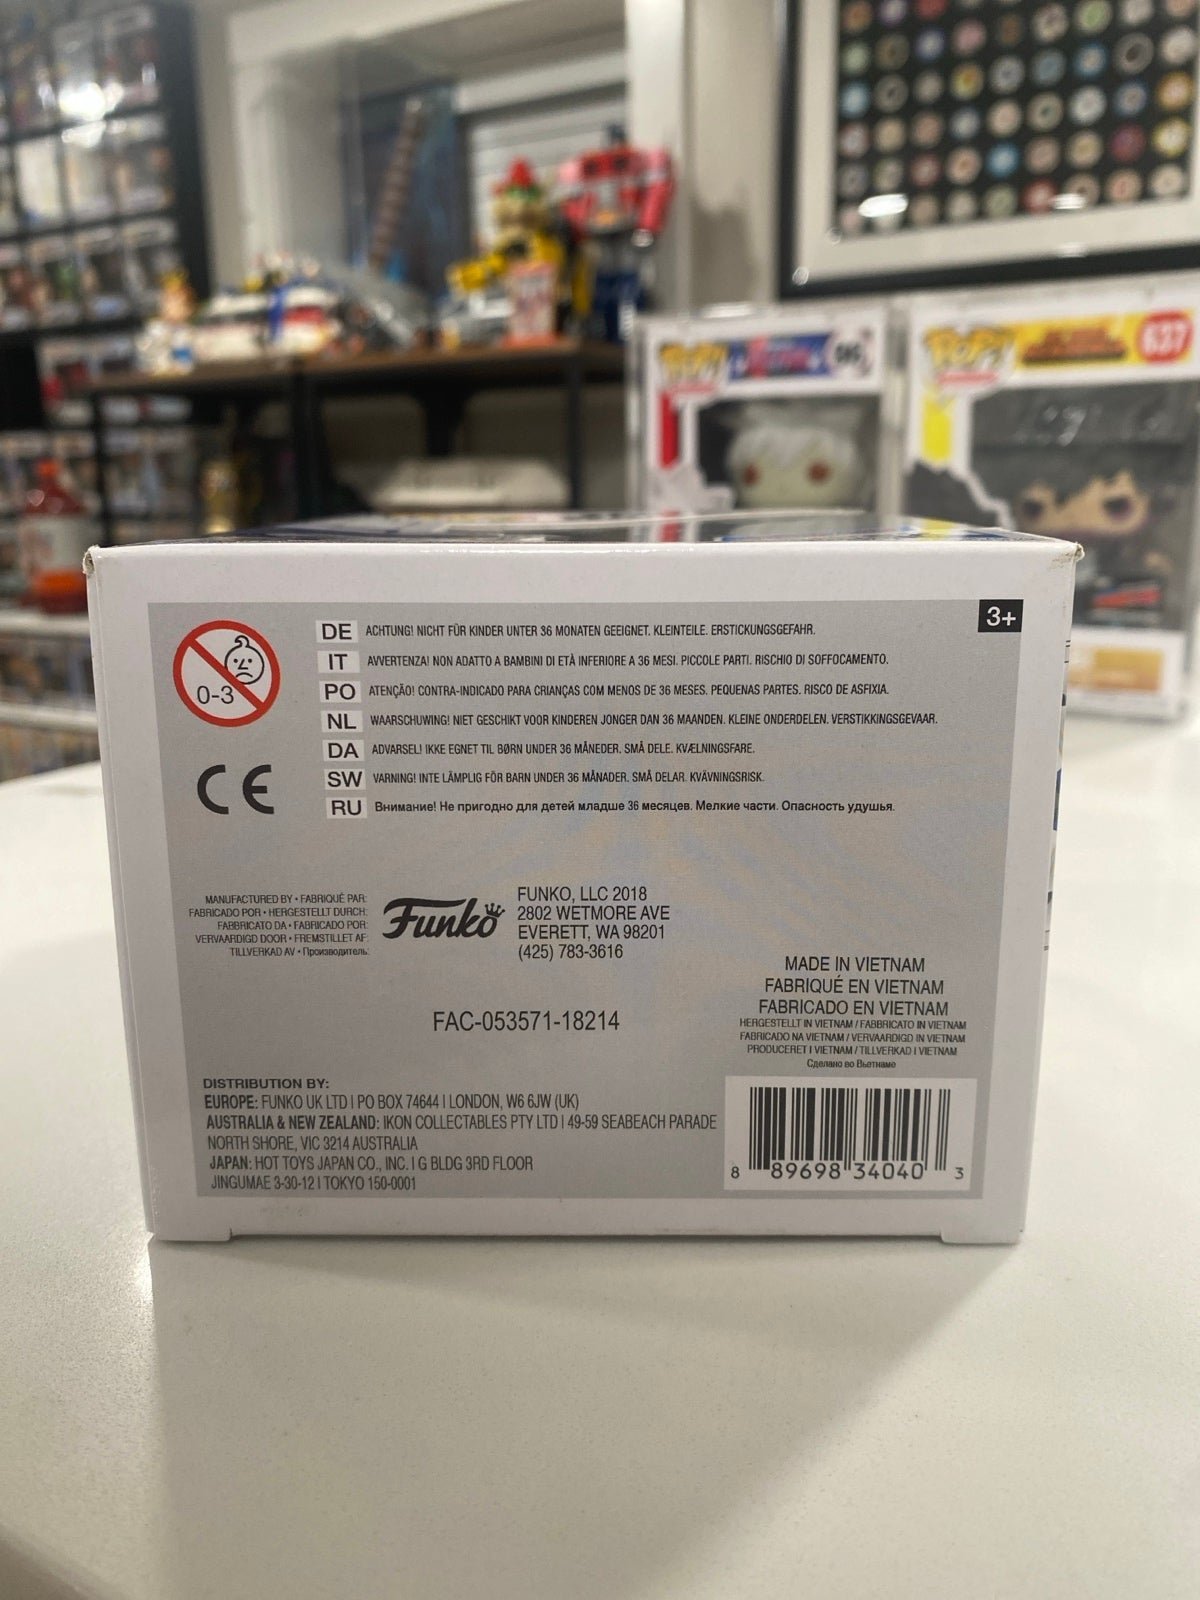 POP!
96
POP!
637
3+
0-3
CE
DE ACHTUNG! NICHT FÜR KINDER UNTER 36 MONATEN GEEIGNET. KLEINTEILE. ERSTICKUNGSGEFAHR.
IT AVVERTENZA! NON ADATTO A BAMBINI DI ETÀ INFERIORE A 36 MESI. PICCOLE PARTI. RISCHIO DI SOFFOCAMENTO.
PO ATENÇÃO! CONTRA-INDICADO PARA CRIANÇAS COM MENOS DE 36 MESES. PEQUENAS PARTES. RISCO DE ASFIXIA.
NL WAARSCHUWING! NIET GESCHIKT VOOR KINDEREN JONGER DAN 36 MAANDEN. KLEINE ONDERDELEN. VERSTIKKINGSGEVAAR.
DA ADVARSEL! IKKE EGNET TIL BØRN UNDER 36 MÅNEDER. SMÅ DELE. KVÆLNINGSFARE.
SW VARNING! INTE LÄMPLIG FÖR BARN UNDER 36 MÅNADER. SMÅ DELAR. KVÄVNINGSRISK.
RU Внимание! Не пригодно для детей младше 36 месяцев. Мелкие части. Опасность удушья.
MANUFACTURED BY • FABRIQUÉ PAR:
FABRICADO POR • HERGESTELLT DURCH:
FABBRICATO DA • FABRICADO POR:
VERVAARDIGD DOOR • FREMSTILLET AF:
TILLVERKAD AV • Производитель:
Funko
FUNKO, LLC 2018
2802 WETMORE AVE
EVERETT, WA 98201
(425) 783-3616
FAC-053571-18214
MADE IN VIETNAM
FABRIQUÉ EN VIETNAM
FABRICADO EN VIETNAM
HERGESTELLT IN VIETNAM / FABBRICATO IN VIETNAM
FABRICADO NA VIETNAM / VERVAARDIGD IN VIETNAM
PRODUCERET I VIETNAM / TILLVERKAD I VIETNAM
Сделано во Вьетнаме
DISTRIBUTION BY:
EUROPE: FUNKO UK LTD | PO BOX 74644 | LONDON, W6 6JW (UK)
AUSTRALIA & NEW ZEALAND: IKON COLLECTABLES PTY LTD | 49-59 SEABEACH PARADE
NORTH SHORE, VIC 3214 AUSTRALIA
JAPAN: HOT TOYS JAPAN CO., INC. | G BLDG 3RD FLOOR
JINGUMAE 3-30-12 | TOKYO 150-0001
8 89698 34040 3